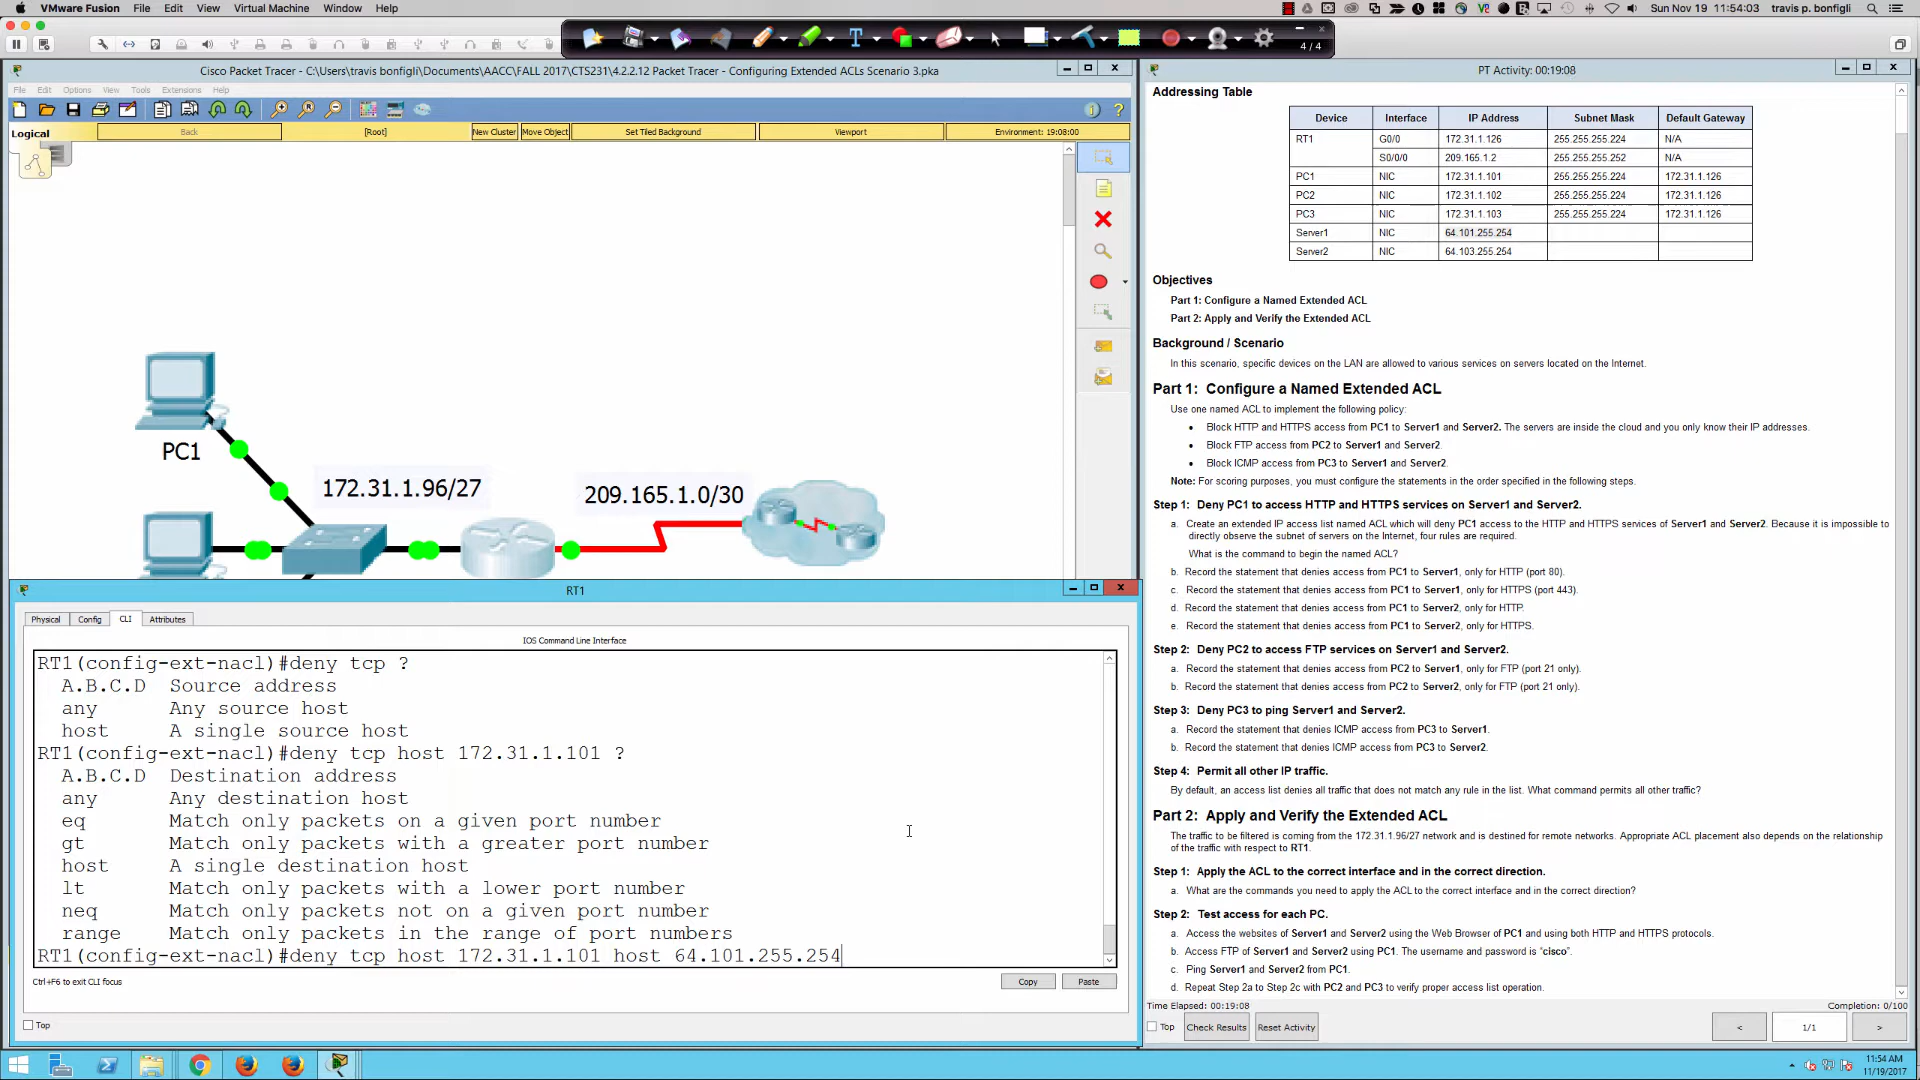 VMware Fusion File Edit View Virtual Machine Window Help
Sun Nov 19 11:54:03 travis p. bonfigli
4 / 4
Cisco Packet Tracer - C:\Users\travis bonfigli\Documents\AACC\FALL 2017\CTS231\4.2.2.12 Packet Tracer - Configuring Extended ACLs Scenario 3.pka
File Edit Options View Tools Extensions Help
Logical Back [Root] New Cluster Move Object Set Tiled Background Viewport Environment: 19:08:00
PC1
172.31.1.96/27
209.165.1.0/30
RT1
Physical Config CLI Attributes
IOS Command Line Interface
RT1(config-ext-nacl)#deny tcp ?
A.B.C.D Source address
any Any source host
host A single source host
RT1(config-ext-nacl)#deny tcp host 172.31.1.101 ?
A.B.C.D Destination address
any Any destination host
eq Match only packets on a given port number
gt Match only packets with a greater port number
host A single destination host
lt Match only packets with a lower port number
neq Match only packets not on a given port number
range Match only packets in the range of port numbers
RT1(config-ext-nacl)#deny tcp host 172.31.1.101 host 64.101.255.254
Ctrl+F6 to exit CLI focus
Copy Paste
Top
PT Activity: 00:19:08
Addressing Table
Device Interface IP Address Subnet Mask Default Gateway
RT1 G0/0 172.31.1.126 255.255.255.224 N/A
S0/0/0 209.165.1.2 255.255.255.252 N/A
PC1 NIC 172.31.1.101 255.255.255.224 172.31.1.126
PC2 NIC 172.31.1.102 255.255.255.224 172.31.1.126
PC3 NIC 172.31.1.103 255.255.255.224 172.31.1.126
Server1 NIC 64.101.255.254
Server2 NIC 64.103.255.254
Objectives
Part 1: Configure a Named Extended ACL
Part 2: Apply and Verify the Extended ACL
Background / Scenario
In this scenario, specific devices on the LAN are allowed to various services on servers located on the Internet.
Part 1: Configure a Named Extended ACL
Use one named ACL to implement the following policy:
• Block HTTP and HTTPS access from PC1 to Server1 and Server2. The servers are inside the cloud and you only know their IP addresses.
• Block FTP access from PC2 to Server1 and Server2.
• Block ICMP access from PC3 to Server1 and Server2.
Note: For scoring purposes, you must configure the statements in the order specified in the following steps.
Step 1: Deny PC1 to access HTTP and HTTPS services on Server1 and Server2.
a. Create an extended IP access list named ACL which will deny PC1 access to the HTTP and HTTPS services of Server1 and Server2. Because it is impossible to
directly observe the subnet of servers on the Internet, four rules are required.
What is the command to begin the named ACL?
b. Record the statement that denies access from PC1 to Server1, only for HTTP (port 80).
c. Record the statement that denies access from PC1 to Server1, only for HTTPS (port 443).
d. Record the statement that denies access from PC1 to Server2, only for HTTP.
e. Record the statement that denies access from PC1 to Server2, only for HTTPS.
Step 2: Deny PC2 to access FTP services on Server1 and Server2.
a. Record the statement that denies access from PC2 to Server1, only for FTP (port 21 only).
b. Record the statement that denies access from PC2 to Server2, only for FTP (port 21 only).
Step 3: Deny PC3 to ping Server1 and Server2.
a. Record the statement that denies ICMP access from PC3 to Server1.
b. Record the statement that denies ICMP access from PC3 to Server2.
Step 4: Permit all other IP traffic.
By default, an access list denies all traffic that does not match any rule in the list. What command permits all other traffic?
Part 2: Apply and Verify the Extended ACL
The traffic to be filtered is coming from the 172.31.1.96/27 network and is destined for remote networks. Appropriate ACL placement also depends on the relationship
of the traffic with respect to RT1.
Step 1: Apply the ACL to the correct interface and in the correct direction.
a. What are the commands you need to apply the ACL to the correct interface and in the correct direction?
Step 2: Test access for each PC.
a. Access the websites of Server1 and Server2 using the Web Browser of PC1 and using both HTTP and HTTPS protocols.
b. Access FTP of Server1 and Server2 using PC1. The username and password is "cisco".
c. Ping Server1 and Server2 from PC1.
d. Repeat Step 2a to Step 2c with PC2 and PC3 to verify proper access list operation.
Time Elapsed: 00:19:08 Completion: 0/100
Top Check Results Reset Activity < 1/1 >
11:54 AM
11/19/2017